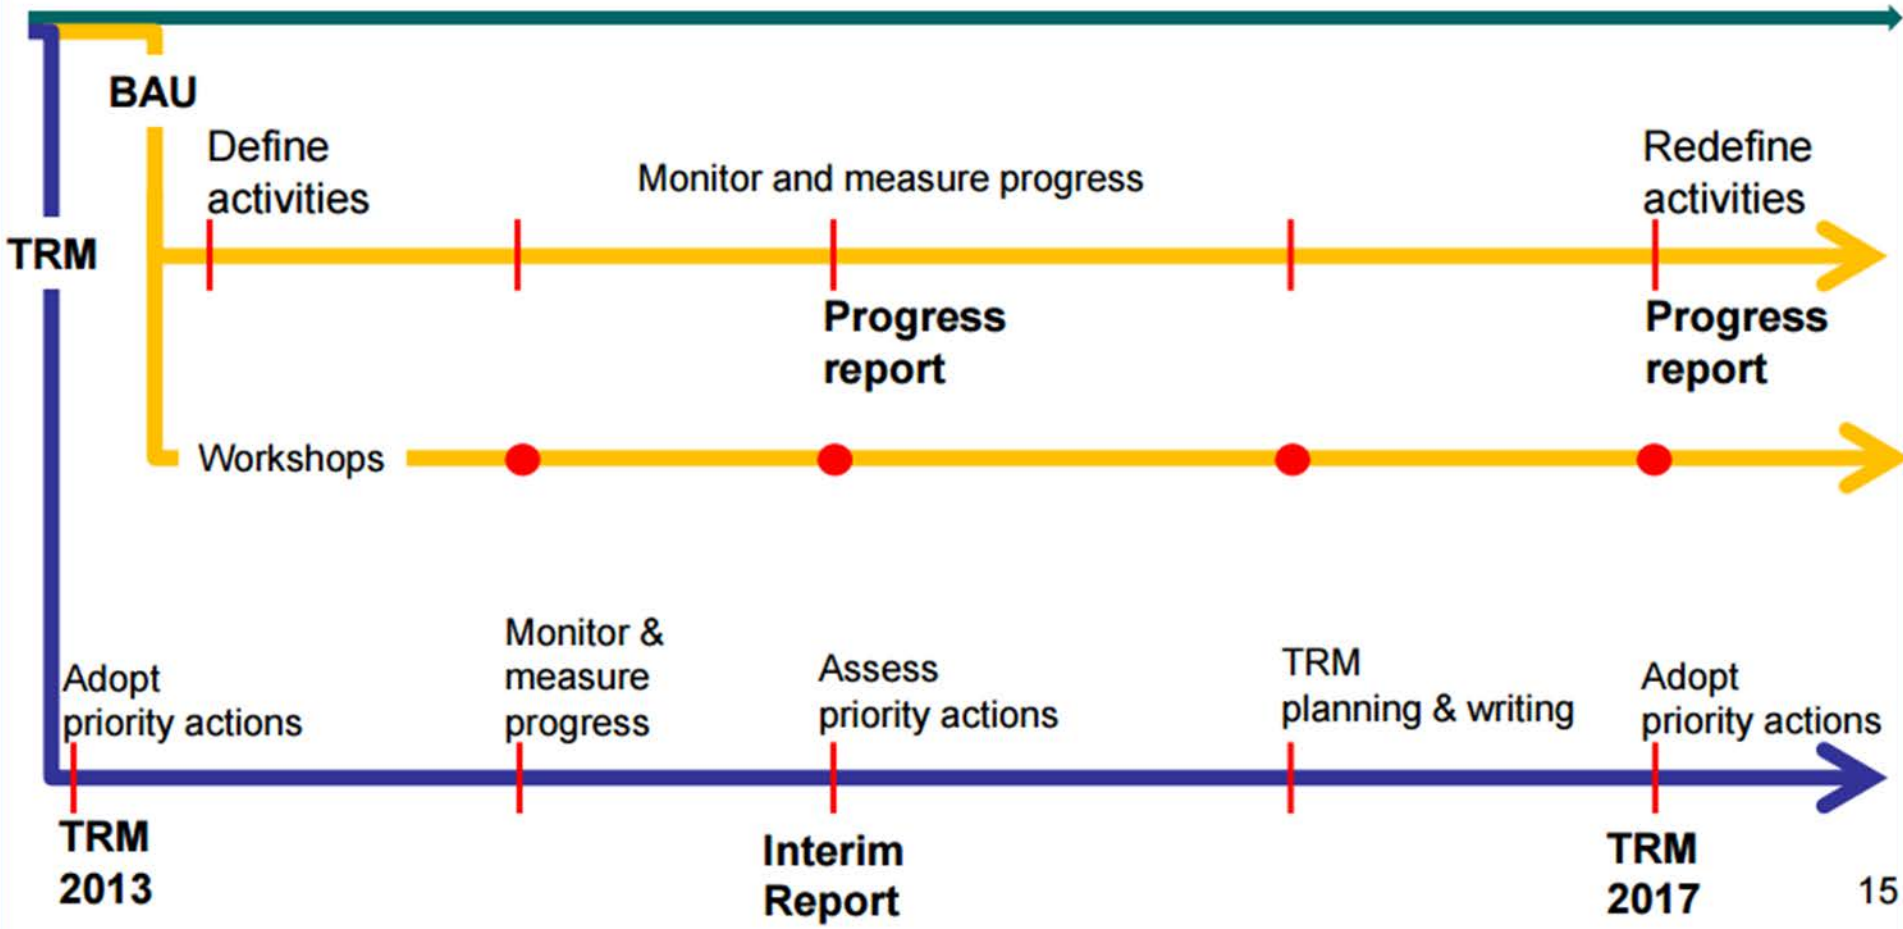 BAU
Define
activities
Monitor and measure progress
Redefine
activities
TRM
Progress
report
Progress
report
Workshops
Adopt
priority actions
Monitor &
measure
progress
Assess
priority actions
TRM
planning & writing
Adopt
priority actions
TRM
2013
Interim
Report
TRM
2017
15